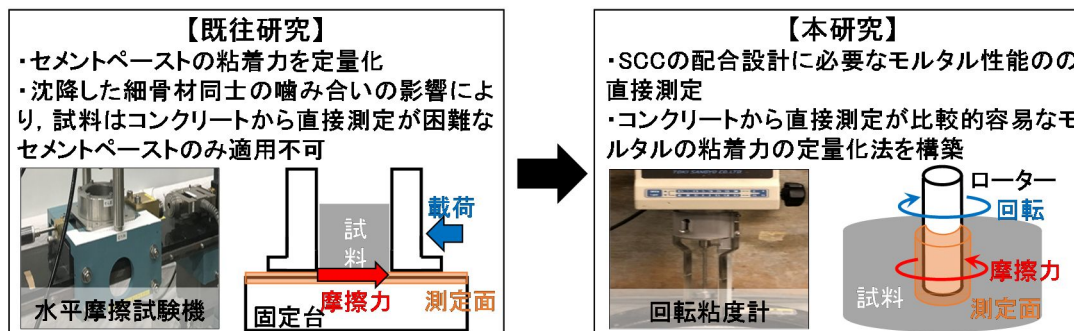 【既往研究】
・セメントペーストの粘着力を定量化
・沈降した細骨材同士の噛み合いの影響によ
り，試料はコンクリートから直接測定が困難な
セメントペーストのみ適用不可
水平摩擦試験機
試
料
載荷
摩擦力
測定面
固定台
【本研究】
・SCCの配合設計に必要なモルタル性能のの
直接測定
・コンクリートから直接測定が比較的容易なモ
ルタルの粘着力の定量化法を構築
回転粘度計
ローター
回転
摩擦力
試料
測定面